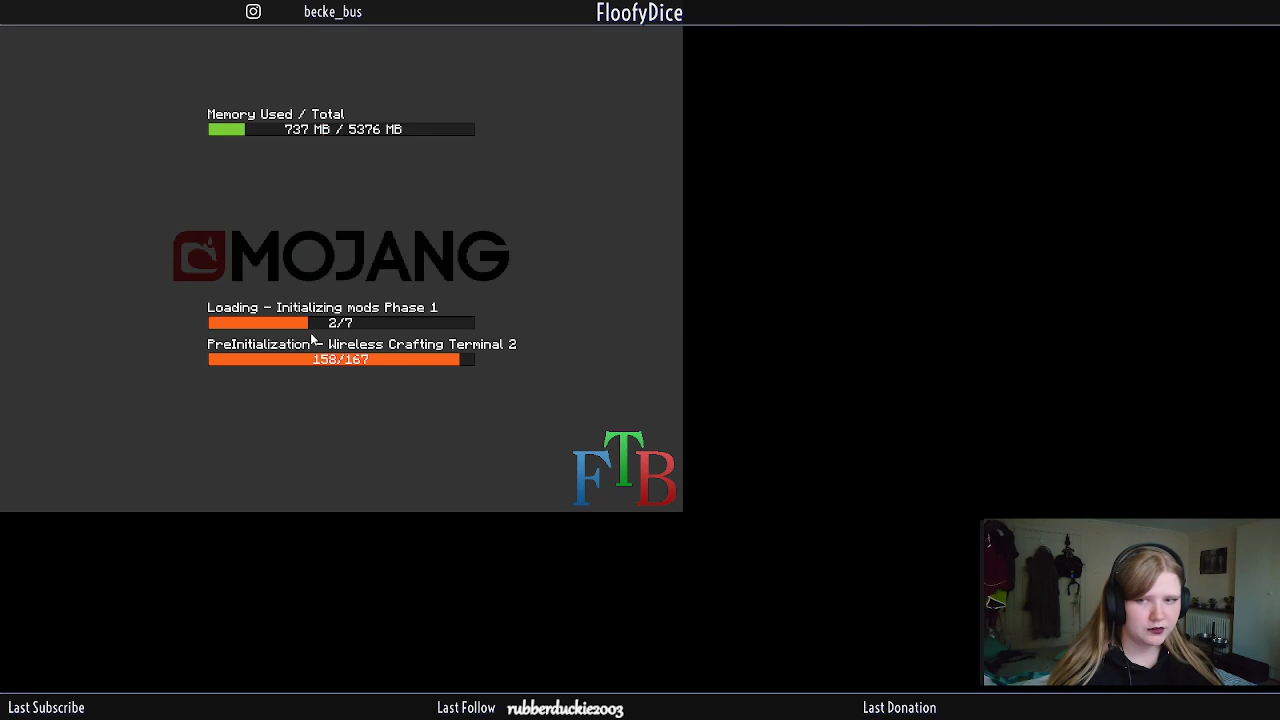 becke_bus
FloofyDice
Memory Used / Total
737 MB / 5376 MB
MOJANG
Loading - Initializing mods Phase 1
2/7
PreInitialization - Wireless Crafting Terminal 2
158/167
FTB
Last Subscribe
Last Follow rubberduckie2003
Last Donation